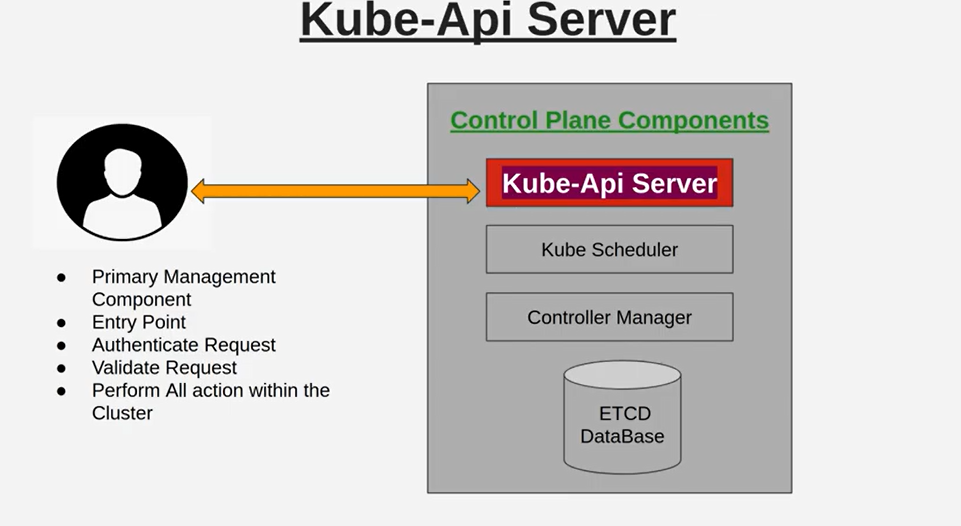 Kube-Api Server
Control Plane Components
Kube-Api Server
Kube Scheduler
Controller Manager
ETCD
DataBase
● Primary Management
Component
● Entry Point
● Authenticate Request
● Validate Request
● Perform All action within the
Cluster